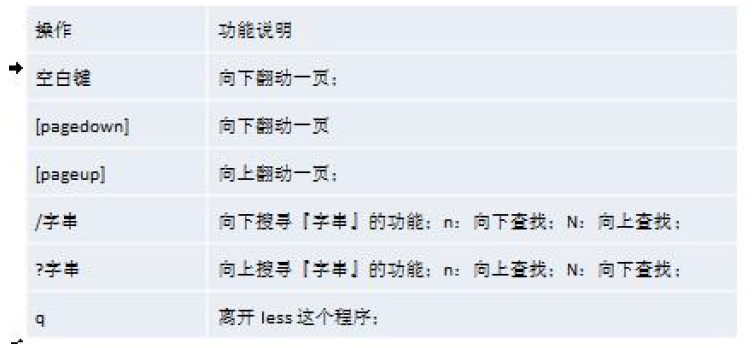 操作 功能说明
空白键 向下翻动一页；
[pagedown] 向下翻动一页
[pageup] 向上翻动一页；
/字串 向下搜寻『字串』的功能；n：向下查找；N：向上查找；
?字串 向上搜寻『字串』的功能；n：向上查找；N：向下查找；
q 离开 less 这个程序；